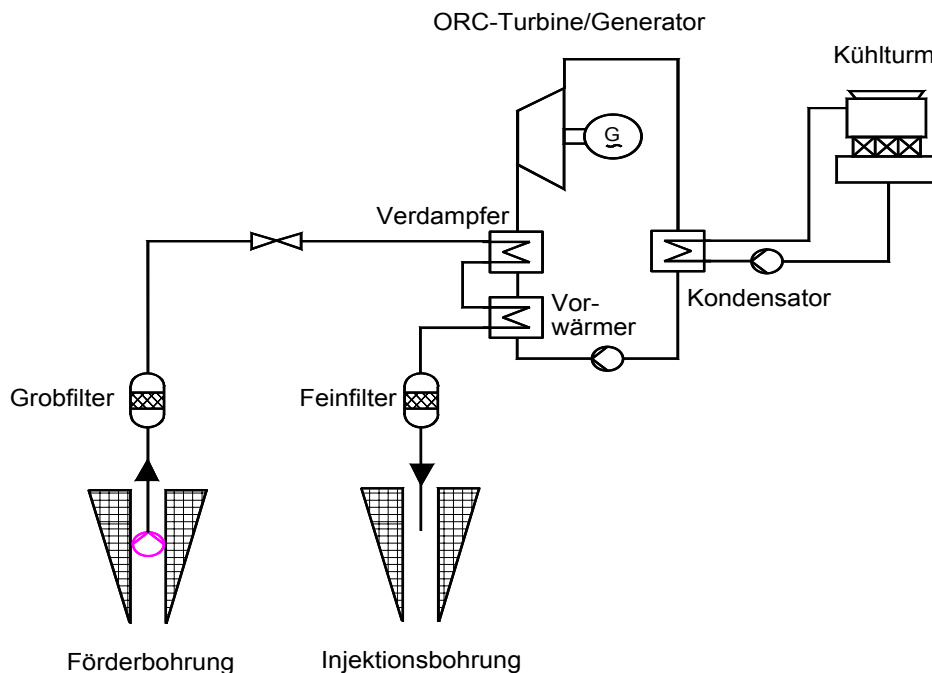 ORC-Turbine/Generator
Kühlturm
G
Verdampfer
Vor-
wärmer
Kondensator
Grobfilter
Feinfilter
Förderbohrung
Injektionsbohrung